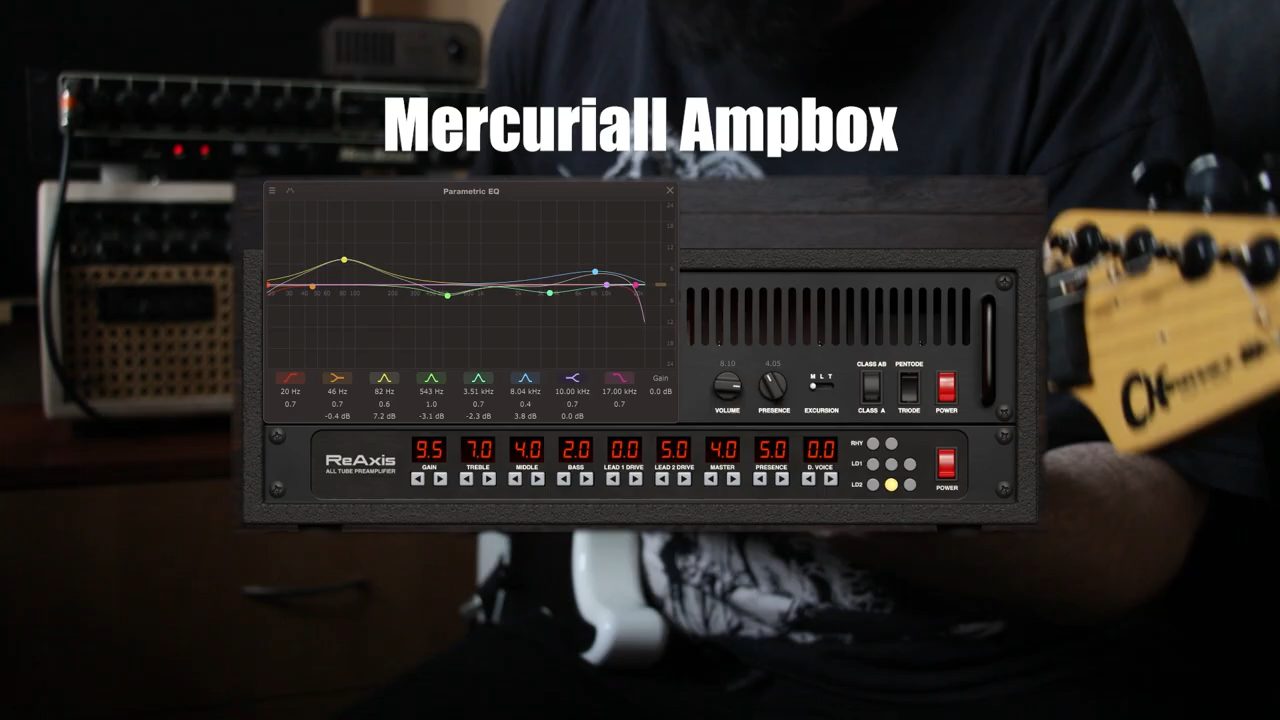 Mercuriall Ampbox
Parametric EQ
20 Hz 46 Hz 82 Hz 543 Hz 3.51 kHz 8.04 kHz 10.00 kHz 17.00 kHz Gain
0.7 0.7 0.6 1.0 0.7 0.4 0.7 0.7 0.0 dB
-0.4 dB 7.2 dB -3.1 dB -2.3 dB 3.8 dB 0.0 dB
8.10 4.05
M L T
CLASS AB PENTODE
VOLUME PRESENCE EXCURSION CLASS A TRIODE POWER
ReAxis
ALL TUBE PREAMPLIFIER
9.5 7.0 4.0 2.0 0.0 5.0 4.0 5.0 0.0
GAIN TREBLE MIDDLE BASS LEAD 1 DRIVE LEAD 2 DRIVE MASTER PRESENCE D. VOICE
RHY
LD1
LD2
POWER